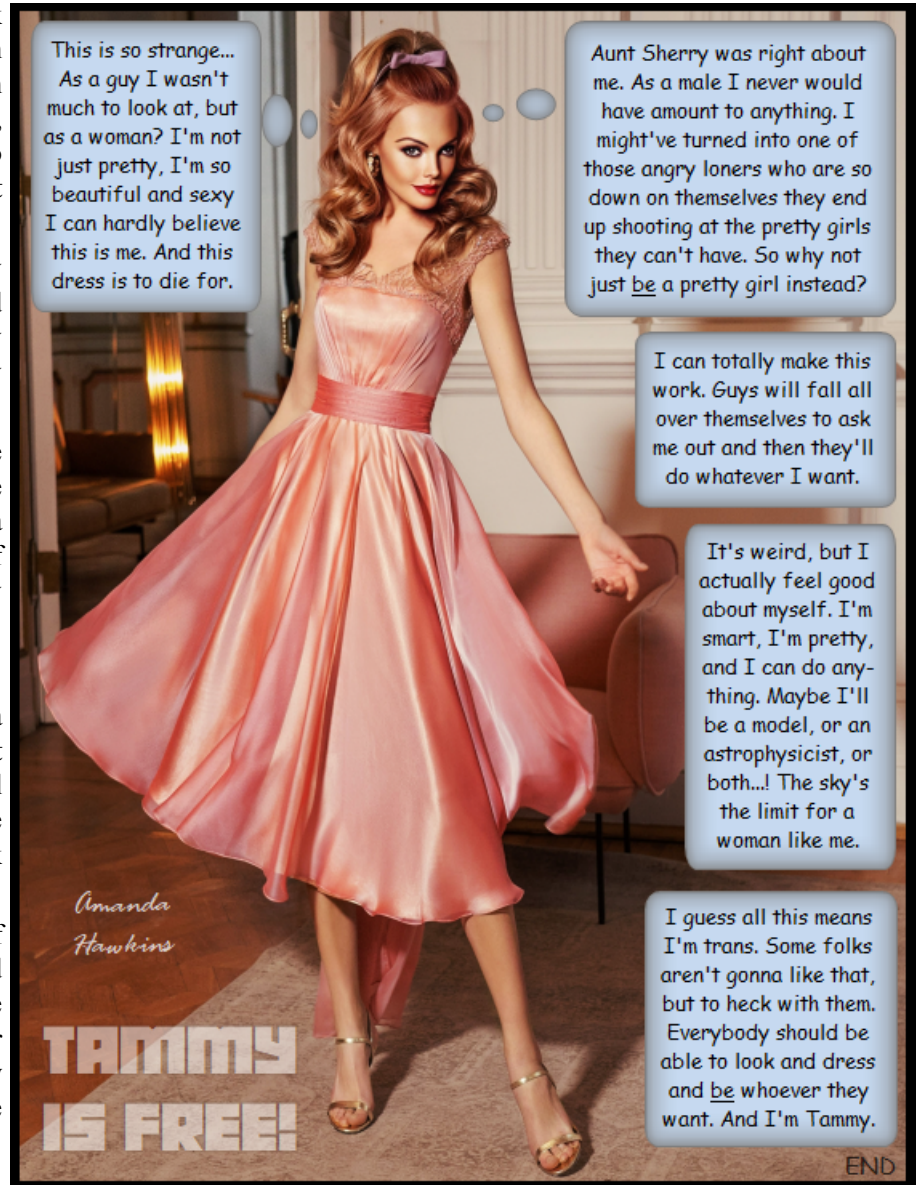 This is so strange...
As a guy I wasn't
much to look at, but
as a woman? I'm not
just pretty, I'm so
beautiful and sexy
I can hardly believe
this is me. And this
dress is to die for.
Aunt Sherry was right about
me. As a male I never would
have amount to anything. I
might've turned into one of
those angry loners who are so
down on themselves they end
up shooting at the pretty girls
they can't have. So why not
just be a pretty girl instead?
I can totally make this
work. Guys will fall all
over themselves to ask
me out and then they'll
do whatever I want.
It's weird, but I
actually feel good
about myself. I'm
smart, I'm pretty,
and I can do any-
thing. Maybe I'll
be a model, or an
astrophysicist, or
both...! The sky's
the limit for a
woman like me.
I guess all this means
I'm trans. Some folks
aren't gonna like that,
but to heck with them.
Everybody should be
able to look and dress
and be whoever they
want. And I'm Tammy.
Amanda
Hawkins
TAMMY
IS FREE!
END